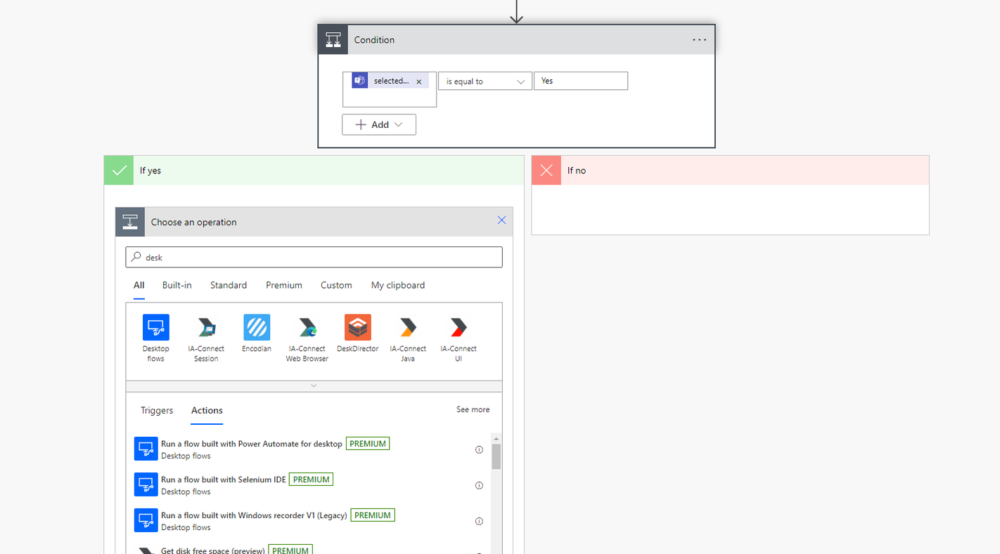 Condition
selected...
is equal to
Yes
Add
If yes
If no
Choose an operation
desk
All Built-in Standard Premium Custom My clipboard
Desktop flows
IA-Connect Session
Encodian
IA-Connect Web Browser
DeskDirector
IA-Connect Java
IA-Connect UI
Triggers Actions See more
Run a flow built with Power Automate for desktop PREMIUM
Desktop flows
Run a flow built with Selenium IDE PREMIUM
Desktop flows
Run a flow built with Windows recorder V1 (Legacy) PREMIUM
Desktop flows
Get disk free space (preview) PREMIUM